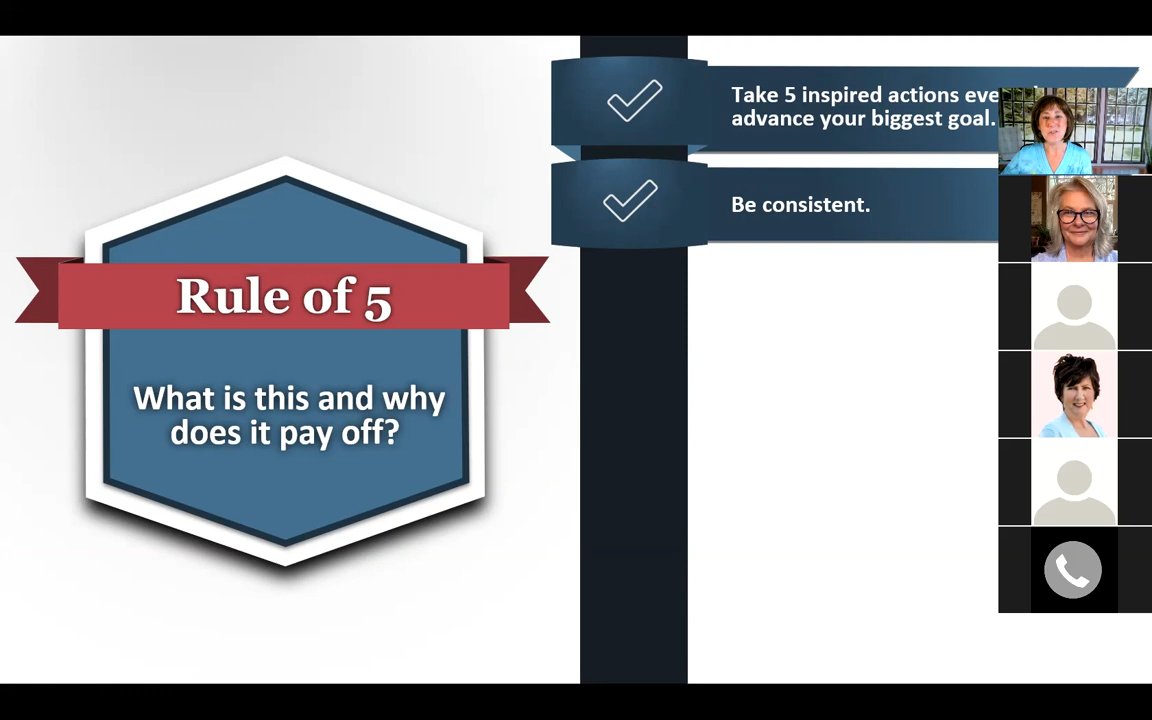 Rule of 5
What is this and why
does it pay off?
Take 5 inspired actions
advance your biggest goal.
Be consistent.